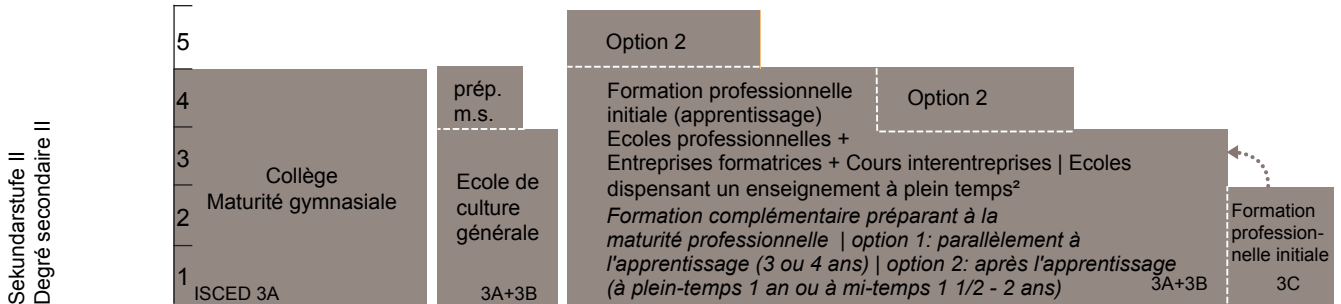 Sekundarstufe II
Degré secondaire II
5
4
3
2
1
Collège
Maturité gymnasiale
ISCED 3A
prép.
m.s.
Ecole de
culture
générale
3A+3B
Option 2
Formation professionnelle
initiale (apprentissage)
Ecoles professionnelles +
Entreprises formatrices + Cours interentreprises | Ecoles
dispensant un enseignement à plein temps²
Formation complémentaire préparant à la
maturité professionnelle | option 1: parallèlement à
l'apprentissage (3 ou 4 ans) | option 2: après l'apprentissage
(à plein-temps 1 an ou à mi-temps 1 1/2 - 2 ans)
3A+3B
Option 2
Formation
profession-
nelle initiale
3C